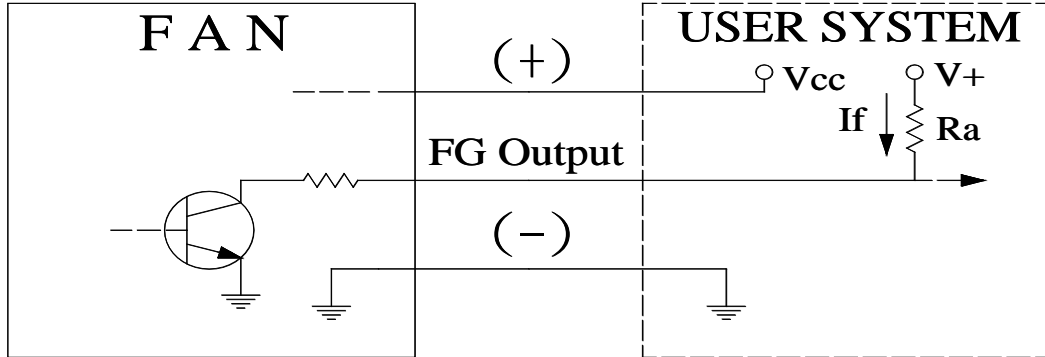 F A N
USER SYSTEM
(+)
Vcc
V+
If
Ra
FG Output
(-)